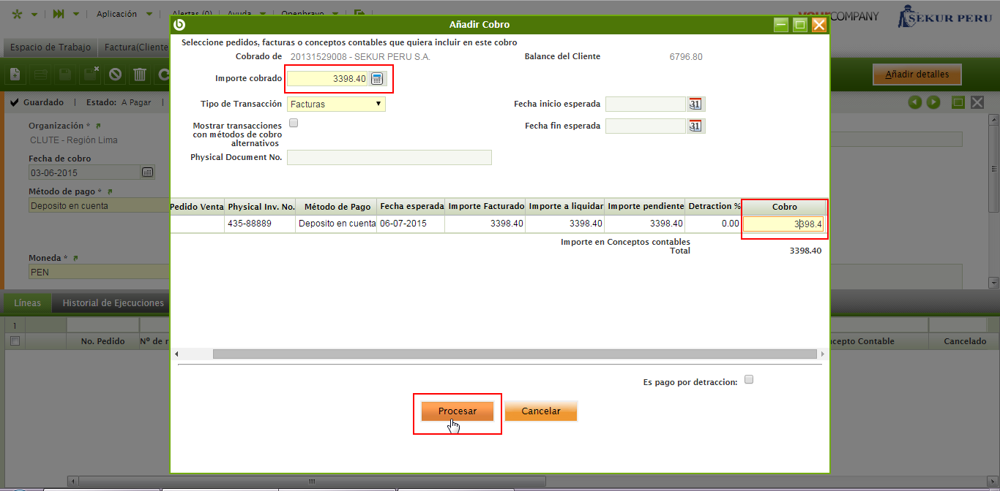 Aplicación
Alertas (0)
Ayuda
Openbravo
YOURCOMPANY
SEKUR PERU
Espacio de Trabajo
Factura(Cliente
Añadir detalles
Guardado | Estado: A Pagar |
Organización *
CLUTE - Región Lima
Fecha de cobro
03-06-2015
Método de pago *
Deposito en cuenta
Moneda *
PEN
Líneas
Historial de Ejecuciones
1
No. Pedido
Nº de
Concepto Contable
Cancelado
Añadir Cobro
Seleccione pedidos, facturas o conceptos contables que quiera incluir en este cobro
Cobrado de 20131529008 - SEKUR PERU S.A.
Balance del Cliente 6796.80
Importe cobrado 3398.40
Tipo de Transacción Facturas
Fecha inicio esperada 31
Mostrar transacciones
con métodos de cobro
alternativos
Fecha fin esperada 31
Physical Document No.
Pedido Venta Physical Inv. No. Método de Pago Fecha esperada Importe Facturado Importe a liquidar Importe pendiente Detraction % Cobro
435-88889 Deposito en cuenta 06-07-2015 3398.40 3398.40 3398.40 0.00 3398.4
Importe en Conceptos contables
Total 3398.40
Es pago por detraccion:
Procesar
Cancelar